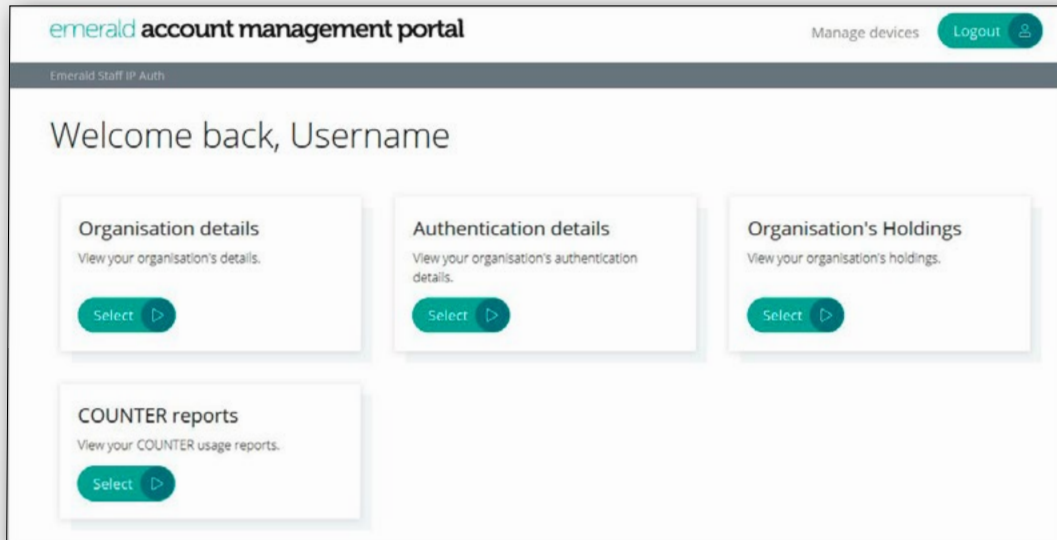 emerald account management portal
Manage devices
Logout
Emerald Staff IP Auth
Welcome back, Username
Organisation details
View your organisation's details.
Select
Authentication details
View your organisation's authentication
details.
Select
Organisation's Holdings
View your organisation's holdings.
Select
COUNTER reports
View your COUNTER usage reports.
Select